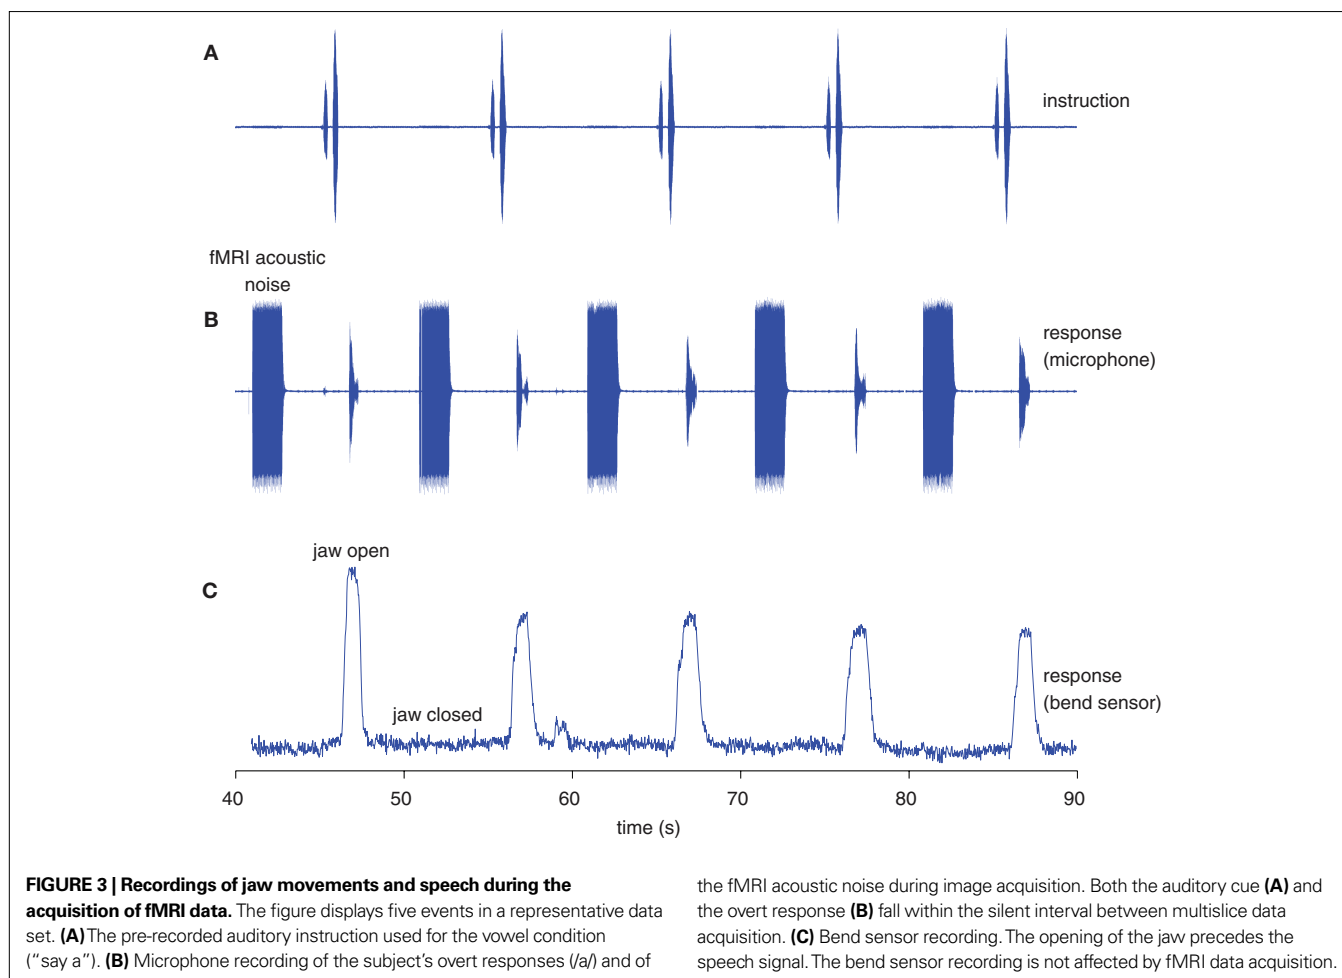 A
instruction
fMRI acoustic
noise
B
response
(microphone)
jaw open
C
jaw closed
response
(bend sensor)
40 50 60 70 80 90
time (s)
FIGURE 3 | Recordings of jaw movements and speech during the
acquisition of fMRI data. The figure displays five events in a representative data
set. (A) The pre-recorded auditory instruction used for the vowel condition
(“say a”). (B) Microphone recording of the subject’s overt responses (/a/) and of
the fMRI acoustic noise during image acquisition. Both the auditory cue (A) and
the overt response (B) fall within the silent interval between multislice data
acquisition. (C) Bend sensor recording. The opening of the jaw precedes the
speech signal. The bend sensor recording is not affected by fMRI data acquisition.